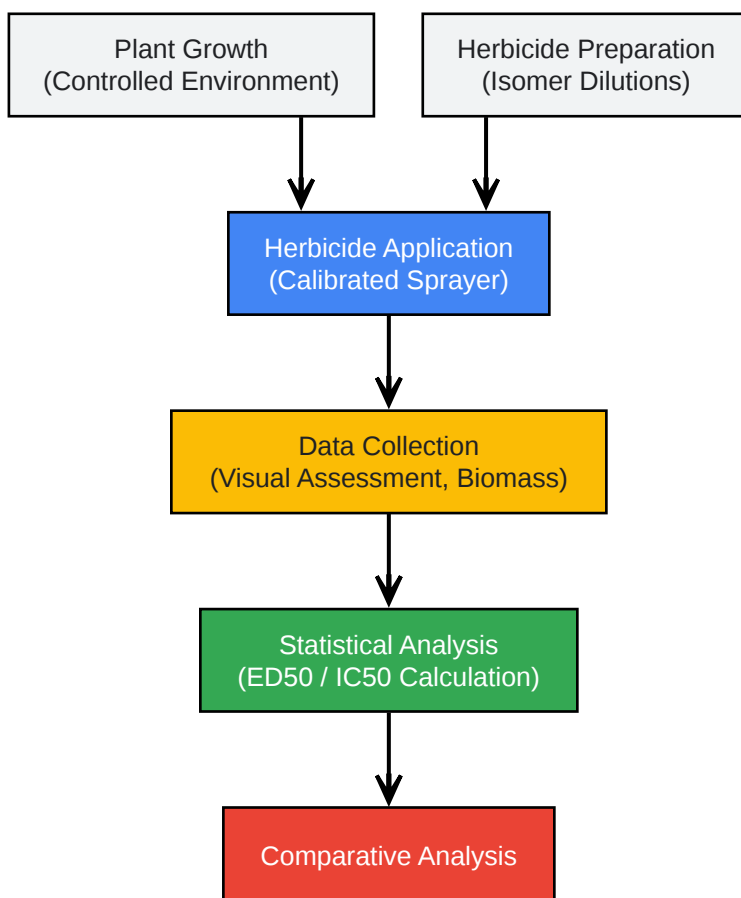 Plant Growth
(Controlled Environment)
Herbicide Preparation
(Isomer Dilutions)
Herbicide Application
(Calibrated Sprayer)
Data Collection
(Visual Assessment, Biomass)
Statistical Analysis
(ED50 / IC50 Calculation)
Comparative Analysis